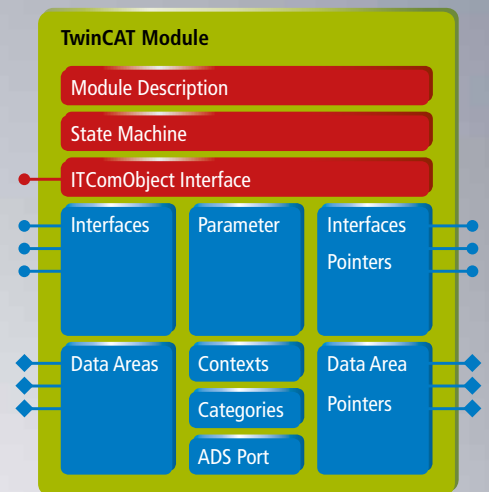 TwinCAT Module
Module Description
State Machine
ITComObject Interface
Interfaces
Parameter
Interfaces
Pointers
Data Areas
Contexts
Categories
ADS Port
Data Area
Pointers